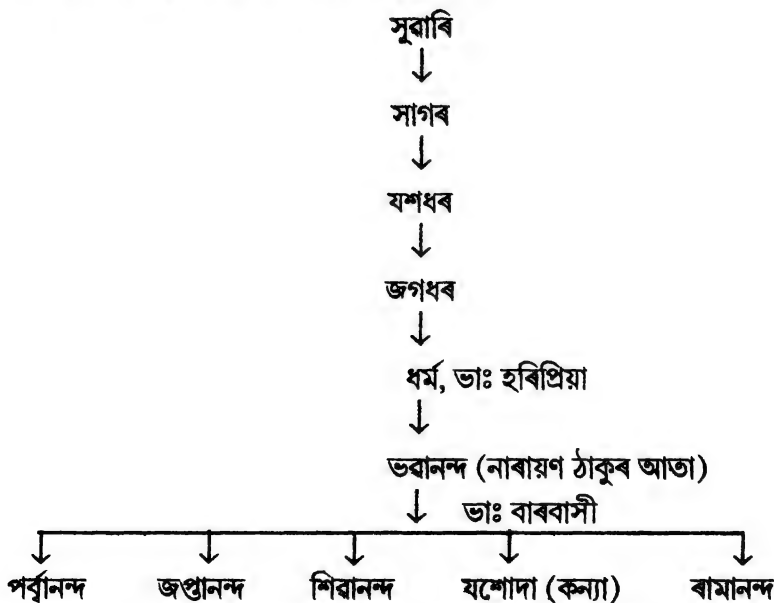 সুৱাৰি
সাগৰ
যশধৰ
জগধৰ
ধৰ্ম, ভাঃ হৰিপ্ৰিয়া
ভৱানন্দ (নাৰায়ণ ঠাকুৰ আতা)
ভাঃ বাৰবাসী
পৰ্ব্বানন্দ জপ্তানন্দ শিৱানন্দ যশোদা (কন্যা) ৰামানন্দ